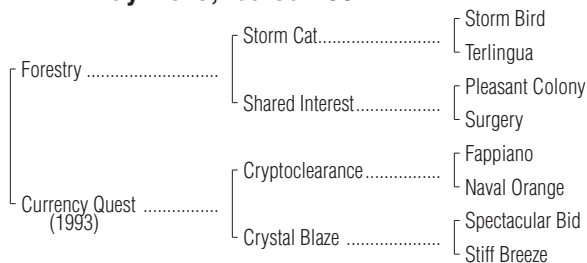 Storm Bird
Storm Cat
Terlingua
Forestry
Pleasant Colony
Shared Interest
Surgery
Fappiano
Cryptoclearance
Naval Orange
Currency Quest
(1993)
Spectacular Bid
Crystal Blaze
Stiff Breeze